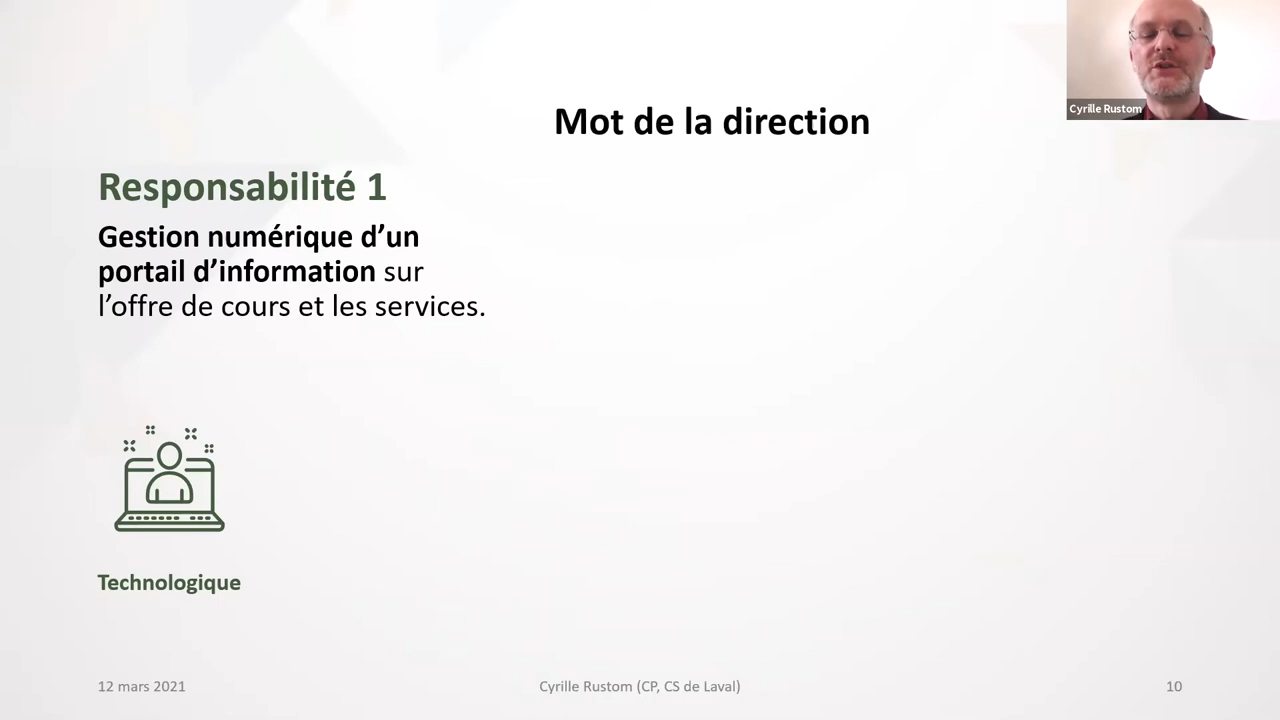 Cyrille Rustom
Mot de la direction
Responsabilité 1
Gestion numérique d’un
portail d’information sur
l’offre de cours et les services.
Technologique
12 mars 2021
Cyrille Rustom (CP, CS de Laval)
10